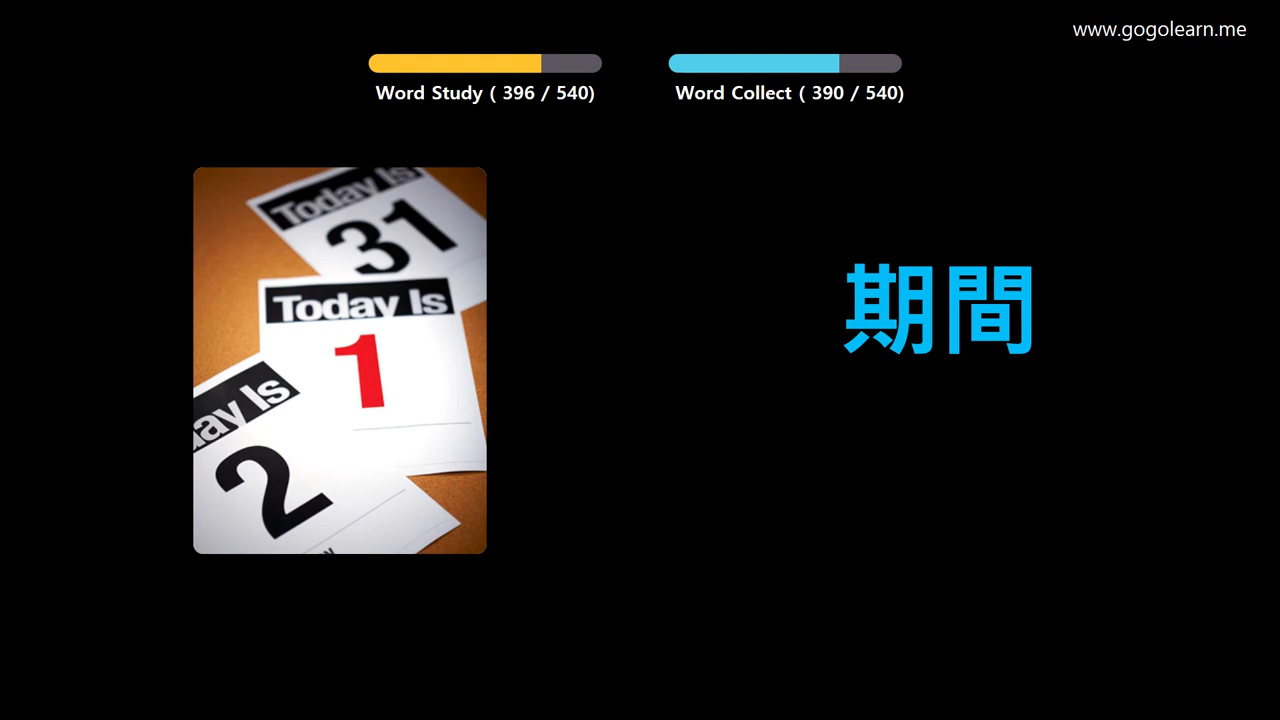 www.gogolearn.me
Word Study ( 396 / 540)
Word Collect ( 390 / 540)
Today Is
31
Today Is
1
day Is
2
期間